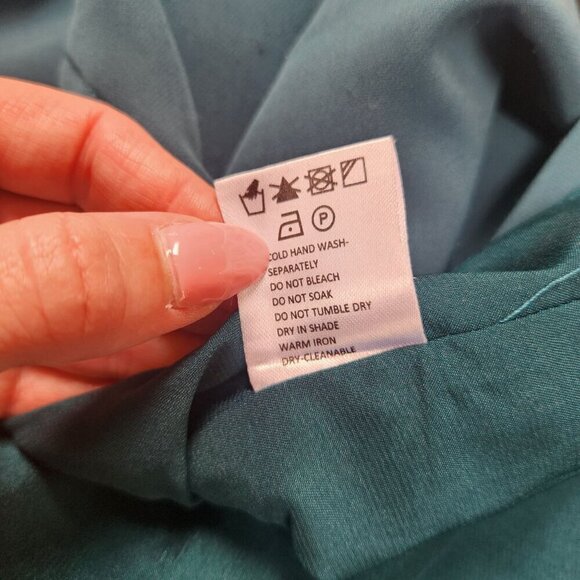 P
COLD HAND WASH-
SEPARATELY
DO NOT BLEACH
DO NOT SOAK
DO NOT TUMBLE DRY
DRY IN SHADE
WARM IRON
DRY-CLEANABLE